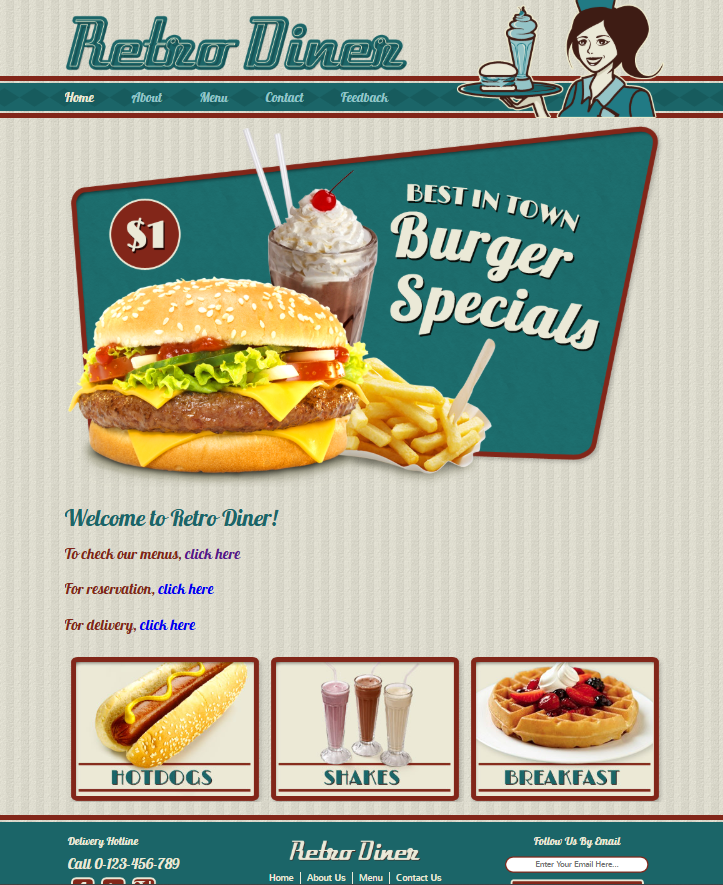 Retro Diner
Home About Menu Contact Feedback
$1
BEST IN TOWN
Burger
Specials
Welcome to Retro Diner!
To check our menus, click here
For reservation, click here
For delivery, click here
HOTDOGS
SHAKES
BREAKFAST
Delivery Hotline
Call 0-123-456-789
Retro Diner
Home | About Us | Menu | Contact Us
Follow Us By Email
Enter Your Email Here...